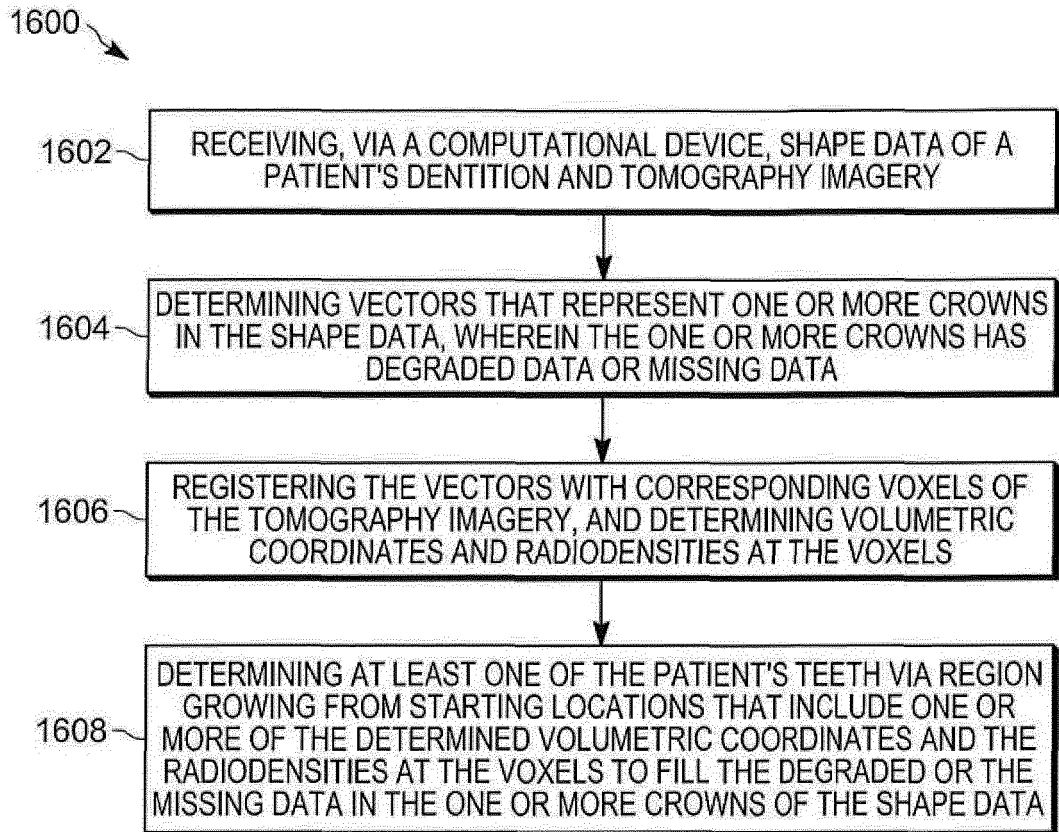 1600
1602
RECEIVING, VIA A COMPUTATIONAL DEVICE, SHAPE DATA OF A
PATIENT'S DENTITION AND TOMOGRAPHY IMAGERY
1604
DETERMINING VECTORS THAT REPRESENT ONE OR MORE CROWNS
IN THE SHAPE DATA, WHEREIN THE ONE OR MORE CROWNS HAS
DEGRADED DATA OR MISSING DATA
1606
REGISTERING THE VECTORS WITH CORRESPONDING VOXELS OF
THE TOMOGRAPHY IMAGERY, AND DETERMINING VOLUMETRIC
COORDINATES AND RADIODENSITIES AT THE VOXELS
1608
DETERMINING AT LEAST ONE OF THE PATIENT'S TEETH VIA REGION
GROWING FROM STARTING LOCATIONS THAT INCLUDE ONE OR
MORE OF THE DETERMINED VOLUMETRIC COORDINATES AND THE
RADIODENSITIES AT THE VOXELS TO FILL THE DEGRADED OR THE
MISSING DATA IN THE ONE OR MORE CROWNS OF THE SHAPE DATA